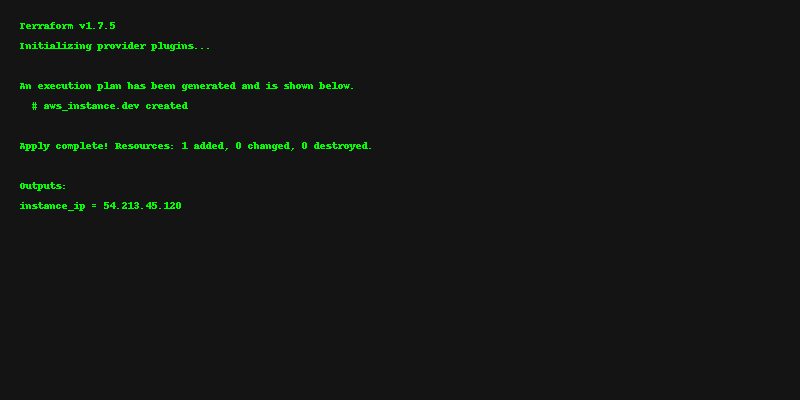 Terraform v1.7.5
Initializing provider plugins...
An execution plan has been generated and is shown below.
# aws_instance.dev created
Apply complete! Resources: 1 added, 0 changed, 0 destroyed.
Outputs:
instance_ip = 54.213.45.120